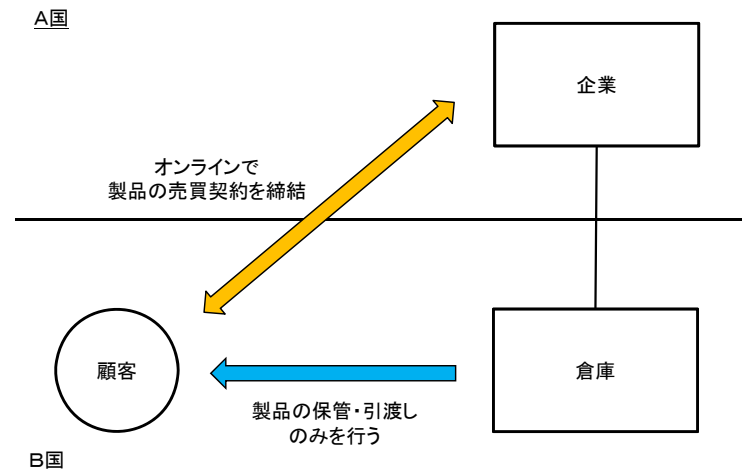 A国
企業
オンラインで
製品の売買契約を締結
顧客
倉庫
製品の保管・引渡し
のみを行う
B国